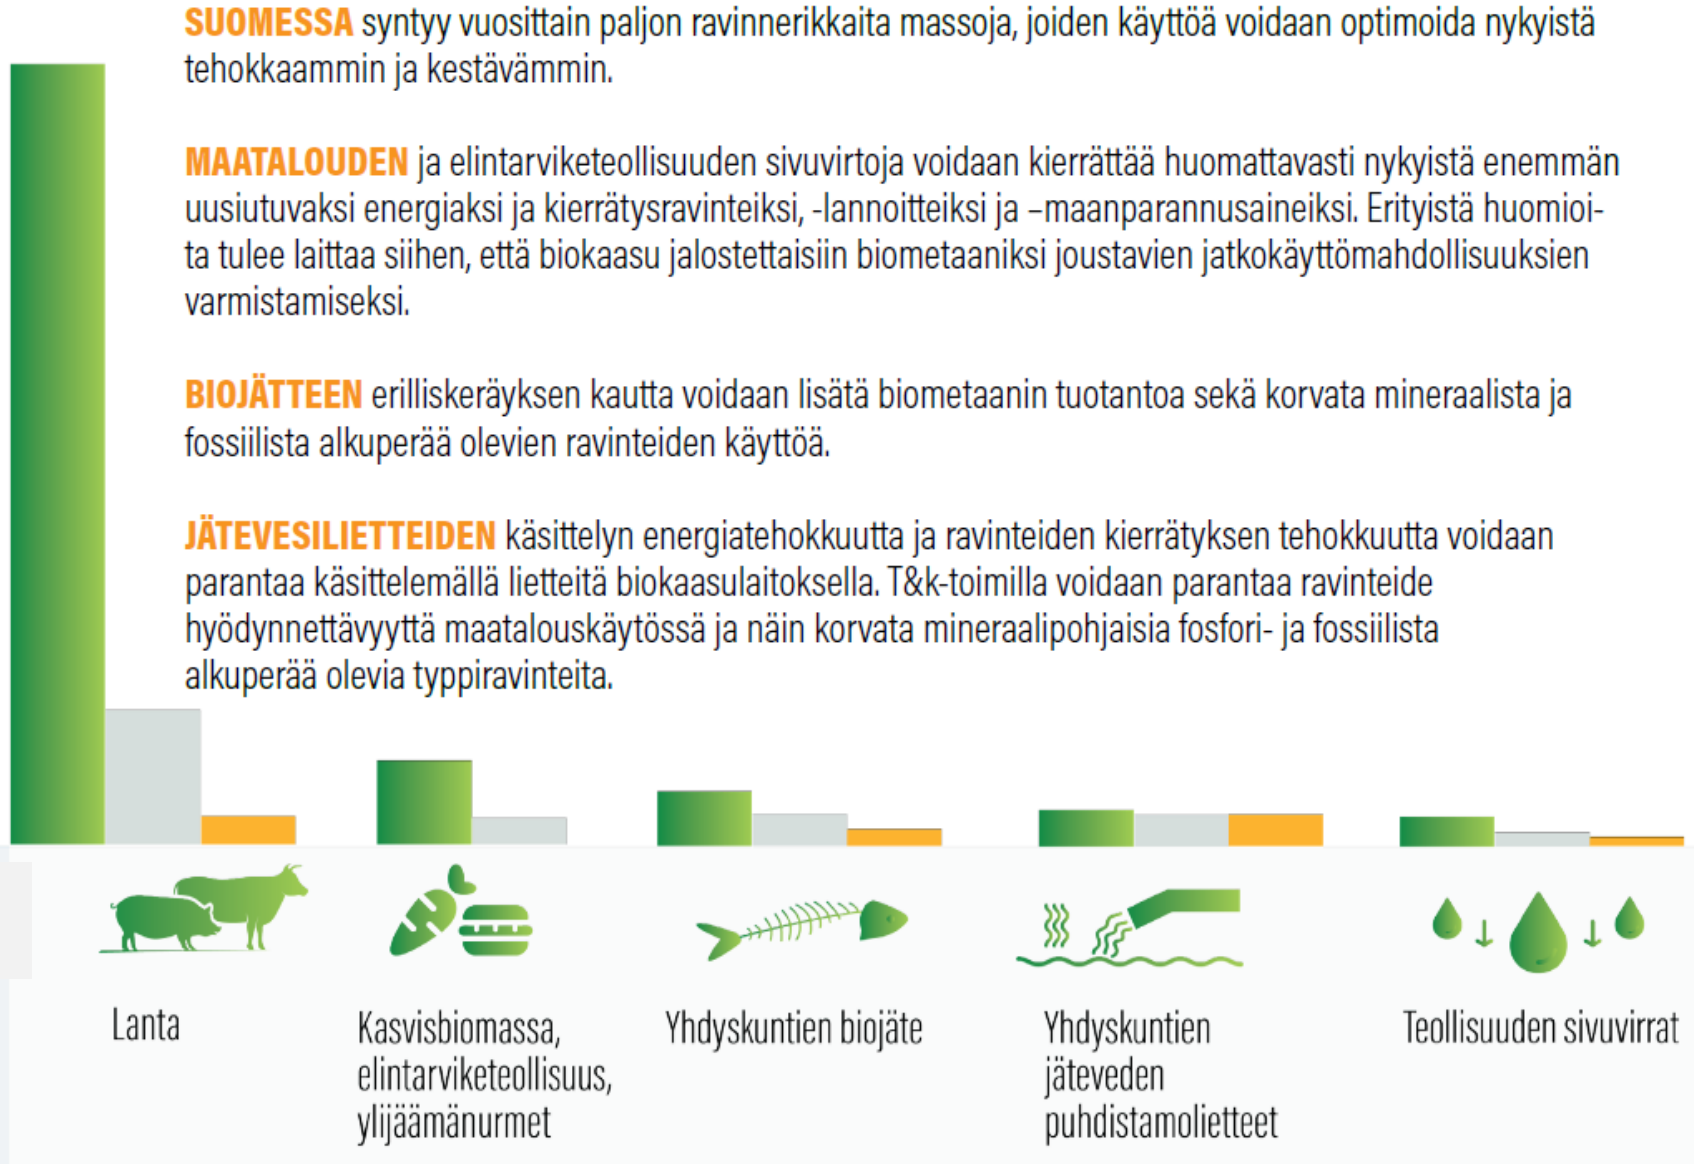 SUOMESSA syntyy vuosittain paljon ravinnerikkaita massoja, joiden käyttöä voidaan optimoida nykyistä
tehokkaammin ja kestävämmin.
MAATALOUDEN ja elintarviketeollisuuden sivuvirtoja voidaan kierrättää huomattavasti nykyistä enemmän
uusiutuvaksi energiaksi ja kierrätysravinteiksi, -lannoitteiksi ja –maanparannusaineiksi. Erityistä huomioi-
ta tulee laittaa siihen, että biokaasu jalostettaisiin biometaaniksi joustavien jatkokäyttömahdollisuuksien
varmistamiseksi.
BIOJÄTTEEN erilliskeräyksen kautta voidaan lisätä biometaanin tuotantoa sekä korvata mineraalista ja
fossiilista alkuperää olevien ravinteiden käyttöä.
JÄTEVESILIETTEIDEN käsittelyn energiatehokkuutta ja ravinteiden kierrätyksen tehokkuutta voidaan
parantaa käsittelemällä lietteitä biokaasulaitoksella. T&k-toimilla voidaan parantaa ravinteide
hyödynnettävyyttä maatalouskäytössä ja näin korvata mineraalipohjaisia fosfori- ja fossiilista
alkuperää olevia typpiravinteita.
Lanta
Kasvisbiomassa,
elintarviketeollisuus,
ylijäämänurmet
Yhdyskuntien biojäte
Yhdyskuntien
jäteveden
puhdistamolietteet
Teollisuuden sivuvirrat